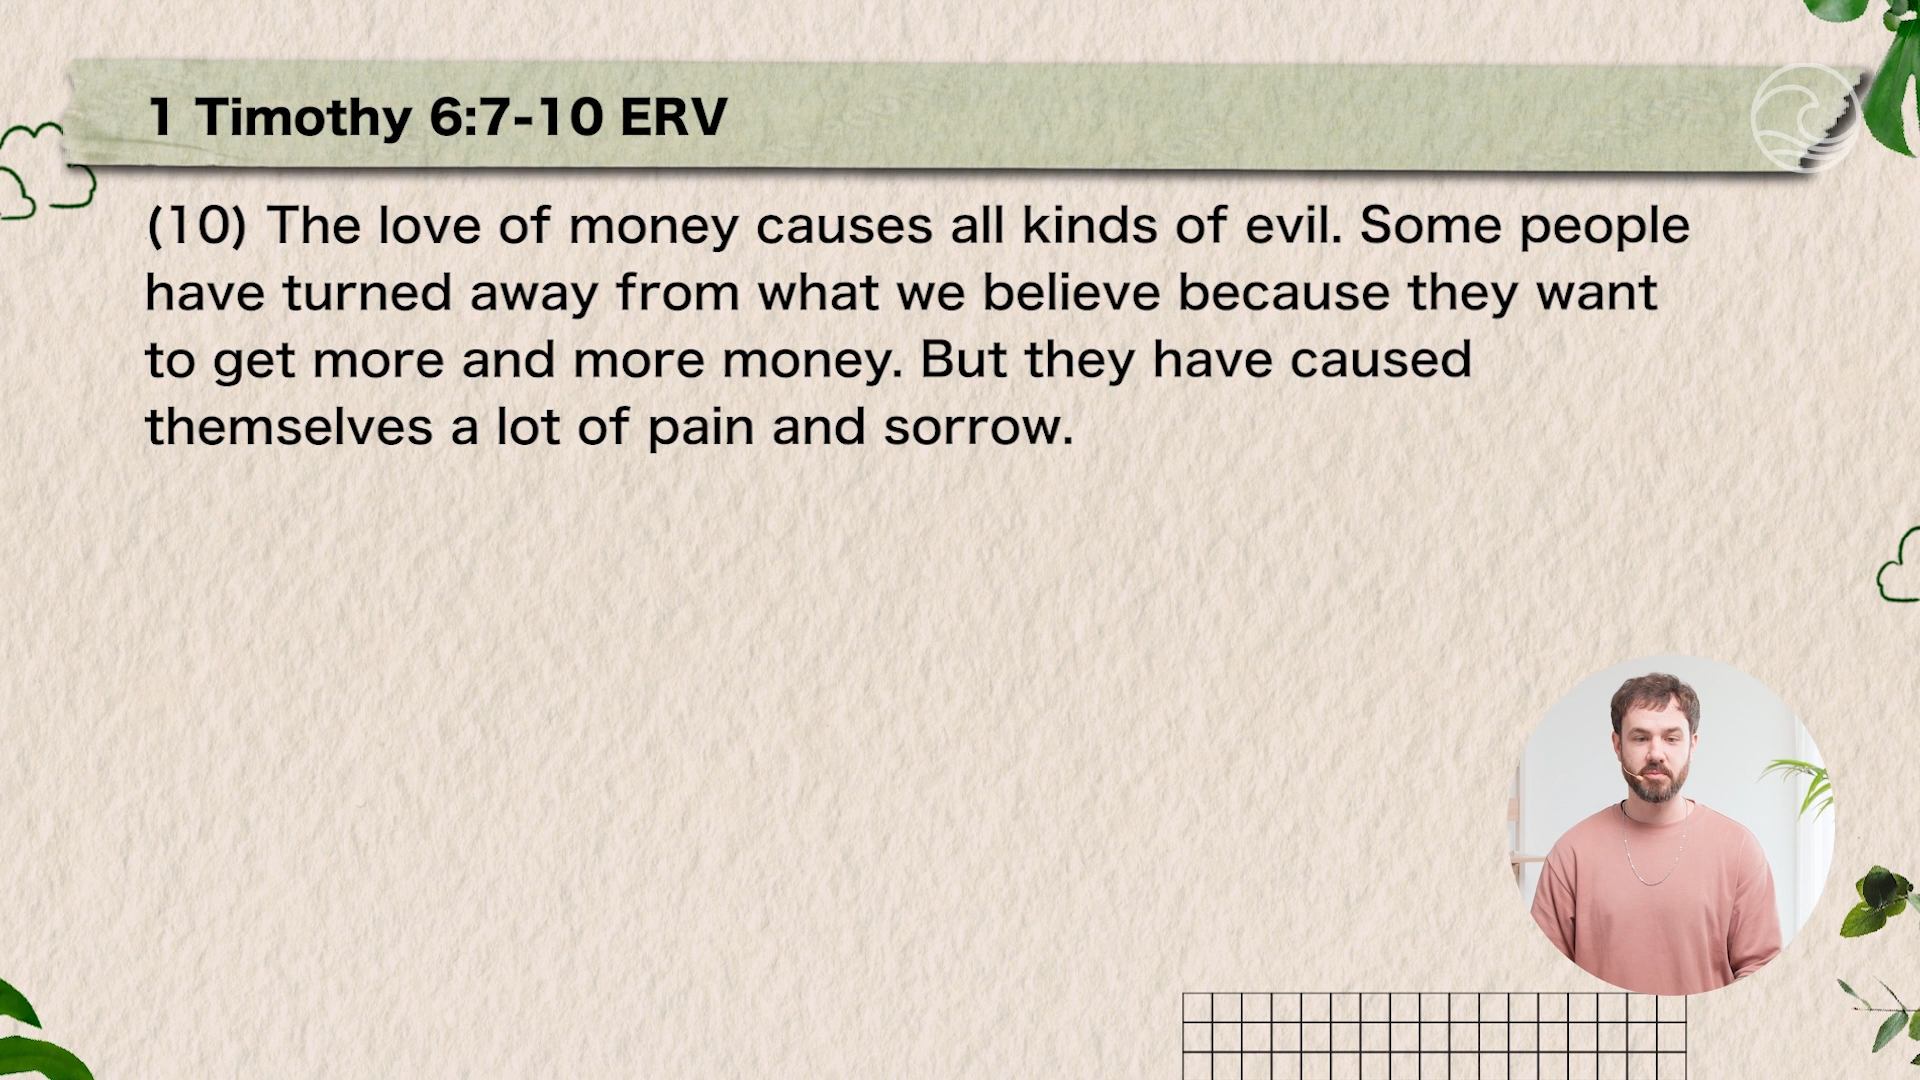 1 Timothy 6:7-10 ERV
(10) The love of money causes all kinds of evil. Some people
have turned away from what we believe because they want
to get more and more money. But they have caused
themselves a lot of pain and sorrow.